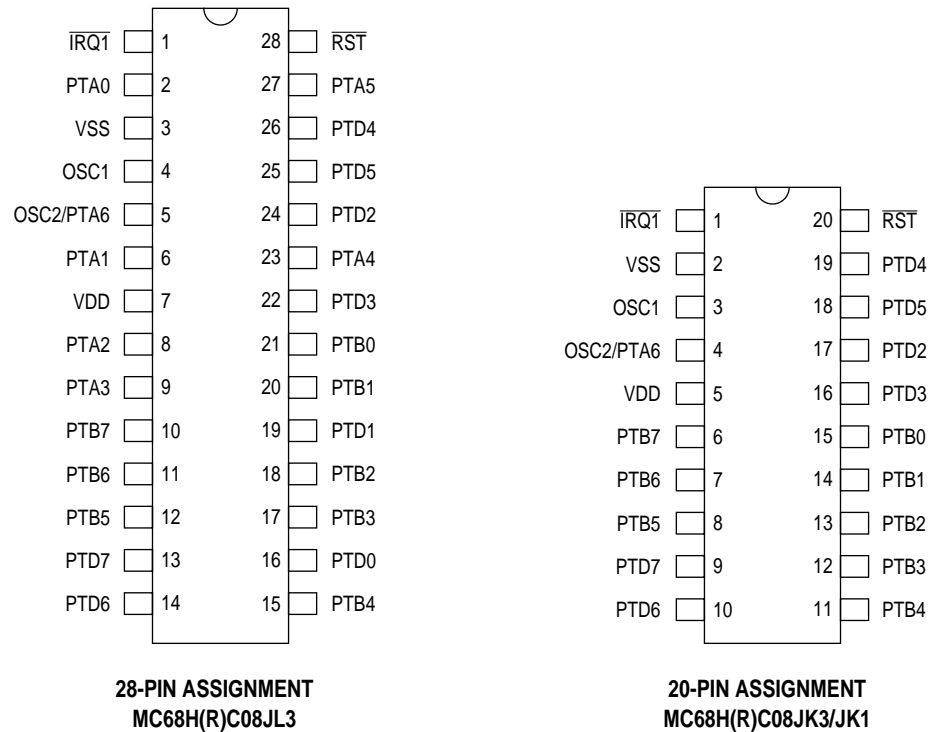 I̅R̅Q̅1̅ 1 28 R̅S̅T̅
PTA0 2 27 PTA5
VSS 3 26 PTD4
OSC1 4 25 PTD5
OSC2/PTA6 5 24 PTD2
PTA1 6 23 PTA4
VDD 7 22 PTD3
PTA2 8 21 PTB0
PTA3 9 20 PTB1
PTB7 10 19 PTD1
PTB6 11 18 PTB2
PTB5 12 17 PTB3
PTD7 13 16 PTD0
PTD6 14 15 PTB4
28-PIN ASSIGNMENT
MC68H(R)C08JL3
I̅R̅Q̅1̅ 1 20 R̅S̅T̅
VSS 2 19 PTD4
OSC1 3 18 PTD5
OSC2/PTA6 4 17 PTD2
VDD 5 16 PTD3
PTB7 6 15 PTB0
PTB6 7 14 PTB1
PTB5 8 13 PTB2
PTD7 9 12 PTB3
PTD6 10 11 PTB4
20-PIN ASSIGNMENT
MC68H(R)C08JK3/JK1